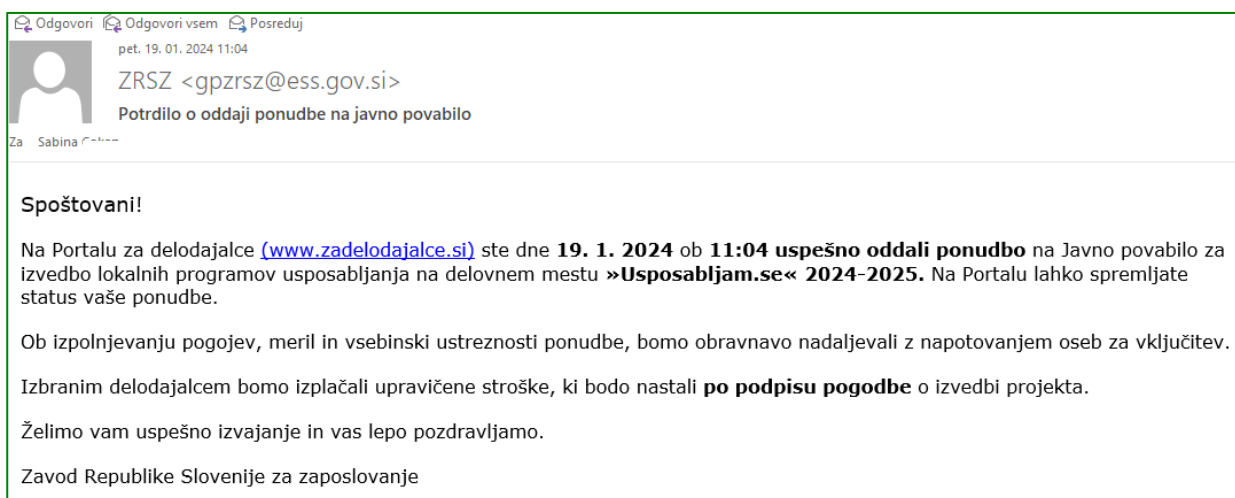 Odgovori Odgovori vsem Posreduj
pet. 19. 01. 2024 11:04
ZRSZ <gpzrsz@ess.gov.si>
Potrdilo o oddaji ponudbe na javno povabilo
Za Sabina
Spoštovani!
Na Portalu za delodajalce (www.zadelodajalce.si) ste dne 19. 1. 2024 ob 11:04 uspešno oddali ponudbo na Javno povabilo za
izvedbo lokalnih programov usposabljanja na delovnem mestu »Usposabljam.se« 2024-2025. Na Portalu lahko spremljate
status vaše ponudbe.
Ob izpolnjevanju pogojev, meril in vsebinski ustreznosti ponudbe, bomo obravnavo nadaljevali z napotovanjem oseb za vključitev.
Izbranim delodajalcem bomo izplačali upravičene stroške, ki bodo nastali po podpisu pogodbe o izvedbi projekta.
Želimo vam uspešno izvajanje in vas lepo pozdravljamo.
Zavod Republike Slovenije za zaposlovanje